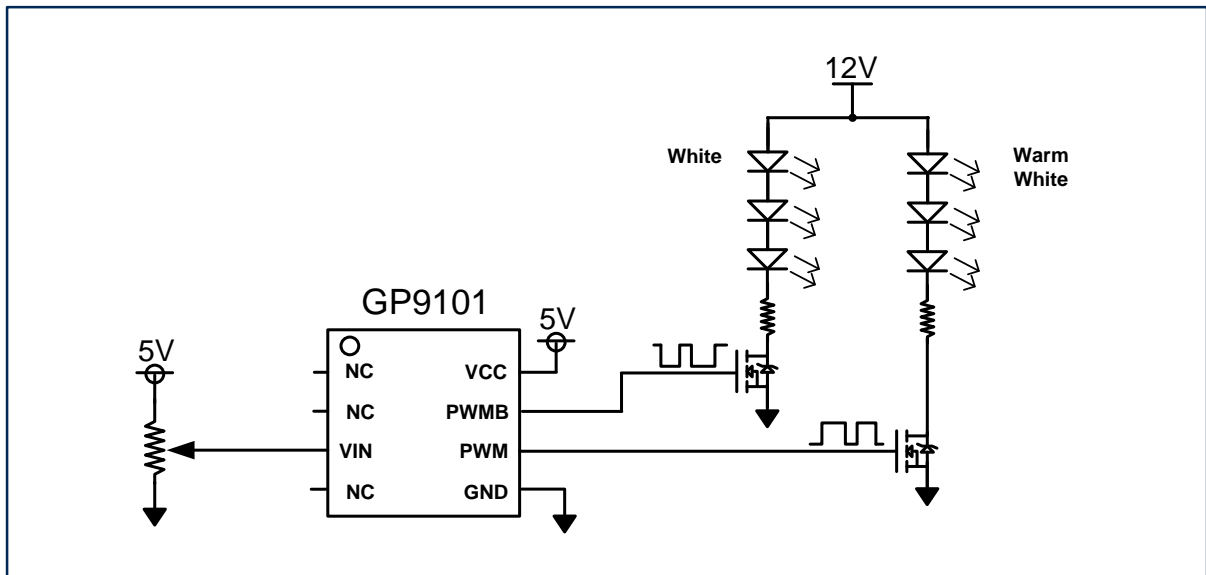 12V
White
Warm
White
GP9101
5V
5V
NC
VCC
NC
PWMB
VIN
PWM
NC
GND